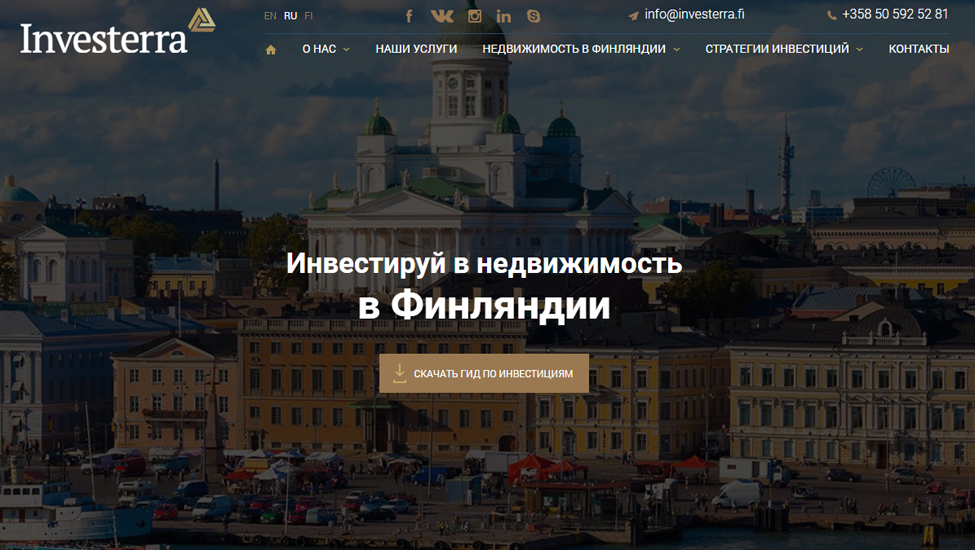 Investerra
EN RU FI
info@investerra.fi
+358 50 592 52 81
О НАС НАШИ УСЛУГИ НЕДВИЖИМОСТЬ В ФИНЛЯНДИИ СТРАТЕГИИ ИНВЕСТИЦИЙ КОНТАКТЫ
Инвестируй в недвижимость
в Финляндии
СКАЧАТЬ ГИД ПО ИНВЕСТИЦИЯМ